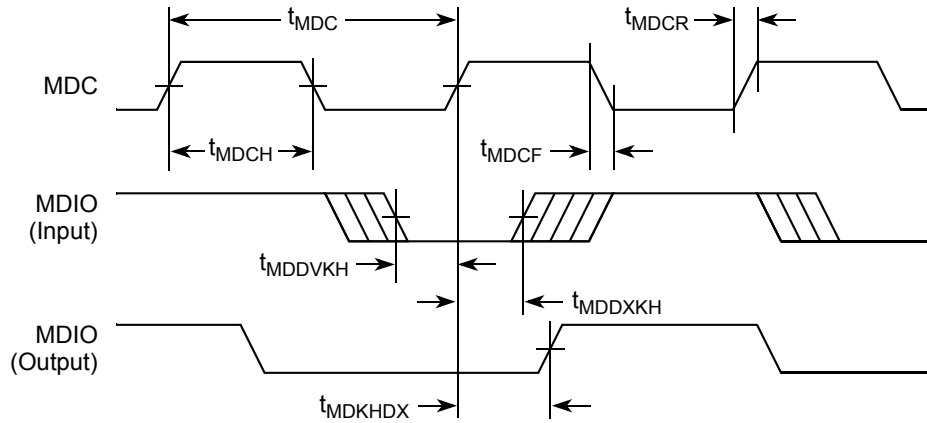 tMDC
tMDCR
MDC
tMDCH
tMDCF
MDIO
(Input)
tMDDVKH
tMDDXKH
MDIO
(Output)
tMDKHDX